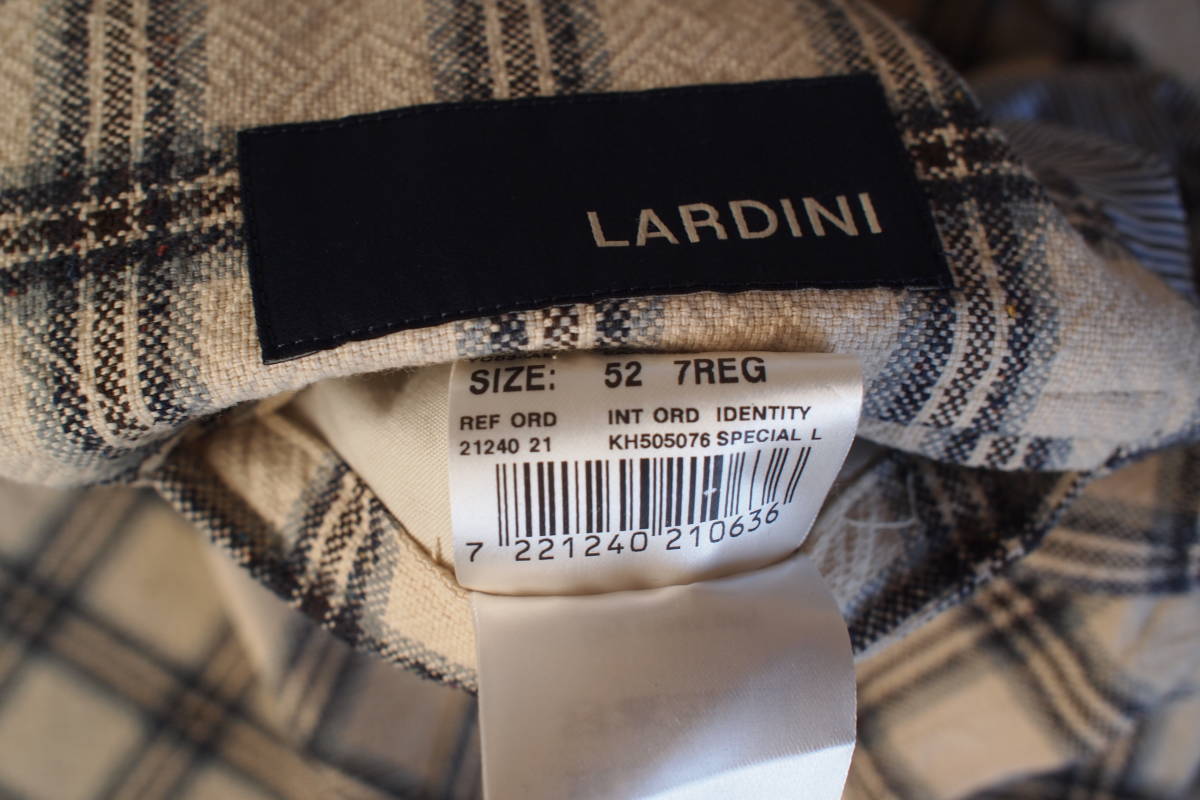 LARDINI
SIZE: 52 7REG
REF ORD INT ORD IDENTITY
21240 21 KH505076 SPECIAL L
7 221240 210636